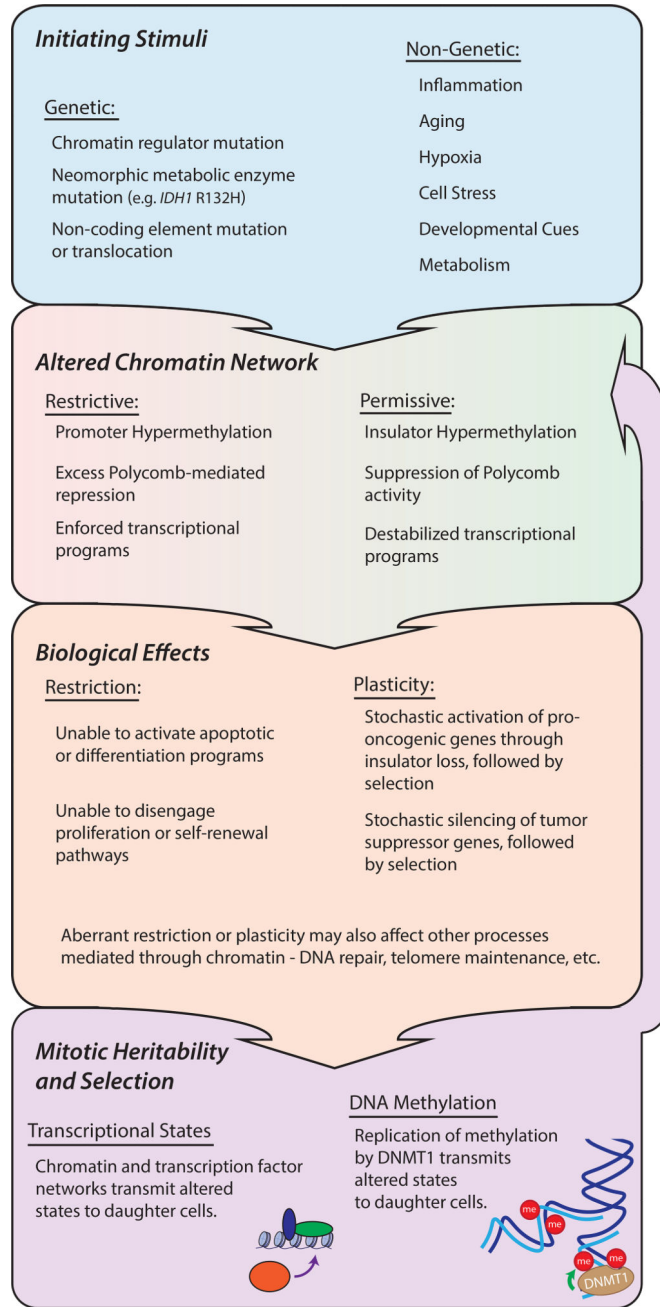 Initiating Stimuli
Genetic:
Chromatin regulator mutation
Neomorphic metabolic enzyme
mutation (e.g. IDH1 R132H)
Non-coding element mutation
or translocation
Non-Genetic:
Inflammation
Aging
Hypoxia
Cell Stress
Developmental Cues
Metabolism
Altered Chromatin Network
Restrictive:
Promoter Hypermethylation
Excess Polycomb-mediated
repression
Enforced transcriptional
programs
Permissive:
Insulator Hypermethylation
Suppression of Polycomb
activity
Destabilized transcriptional
programs
Biological Effects
Restriction:
Unable to activate apoptotic
or differentiation programs
Unable to disengage
proliferation or self-renewal
pathways
Plasticity:
Stochastic activation of pro-
oncogenic genes through
insulator loss, followed by
selection
Stochastic silencing of tumor
suppressor genes, followed
by selection
Aberrant restriction or plasticity may also affect other processes
mediated through chromatin - DNA repair, telomere maintenance, etc.
Mitotic Heritability
and Selection
Transcriptional States
Chromatin and transcription factor
networks transmit altered
states to daughter cells.
DNA Methylation
Replication of methylation
by DNMT1 transmits
altered states
to daughter cells.
me
me
me
me
DNMT1